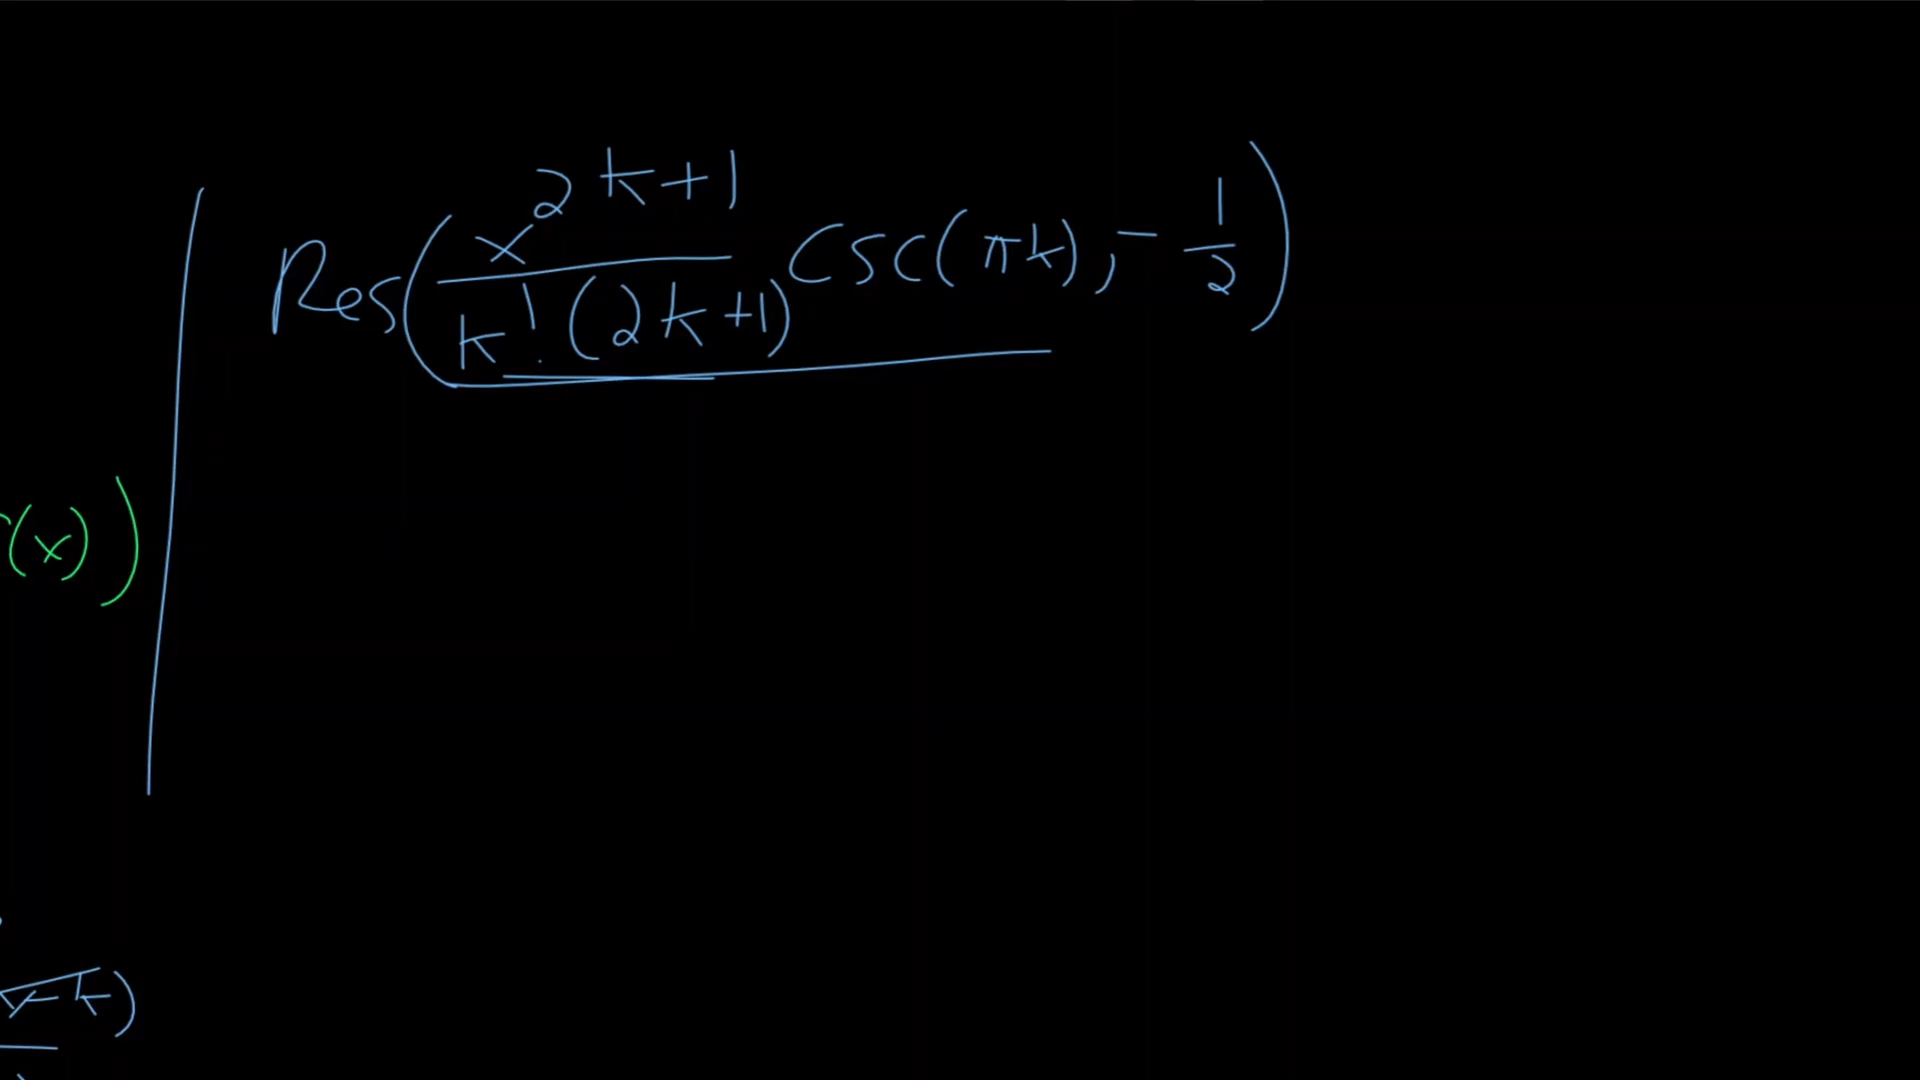 Res(x^{2k+1}/(k!(2k+1)) csc(πk), -1/2)
(x))
-k)